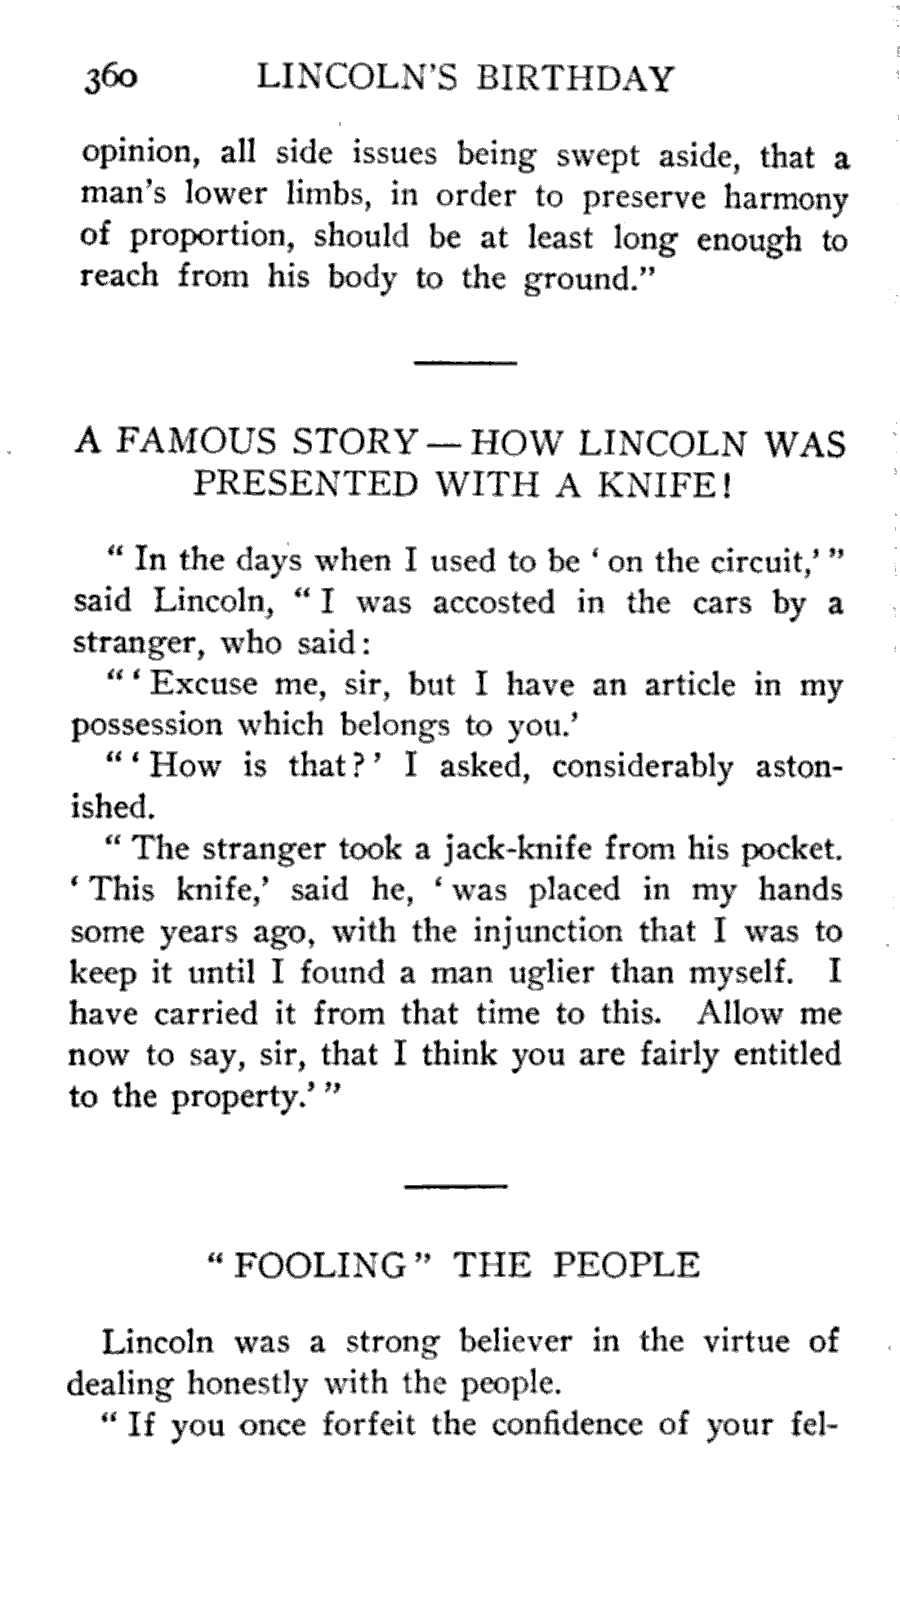 360 LINCOLN'S BIRTHDAY
opinion, all side issues being swept aside, that a
man's lower limbs, in order to preserve harmony
of proportion, should be at least long enough to
reach from his body to the ground."
A FAMOUS STORY — HOW LINCOLN WAS
PRESENTED WITH A KNIFE!
" In the days when I used to be ' on the circuit,' "
said Lincoln, " I was accosted in the cars by a
stranger, who said:
" ' Excuse me, sir, but I have an article in my
possession which belongs to you.'
" ' How is that?' I asked, considerably aston-
ished.
" The stranger took a jack-knife from his pocket.
' This knife,' said he, ' was placed in my hands
some years ago, with the injunction that I was to
keep it until I found a man uglier than myself. I
have carried it from that time to this. Allow me
now to say, sir, that I think you are fairly entitled
to the property.' "
" FOOLING " THE PEOPLE
Lincoln was a strong believer in the virtue of
dealing honestly with the people.
" If you once forfeit the confidence of your fel-